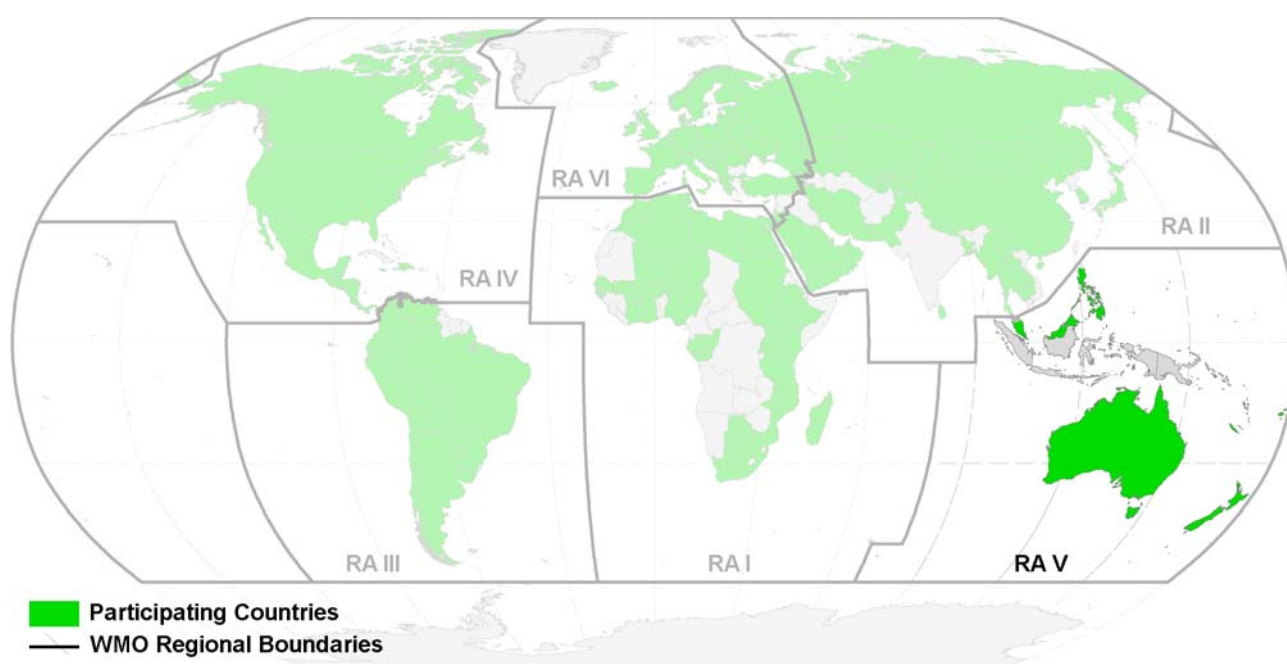 RA VI
RA II
RA IV
RA III
RA I
RA V
Participating Countries
WMO Regional Boundaries